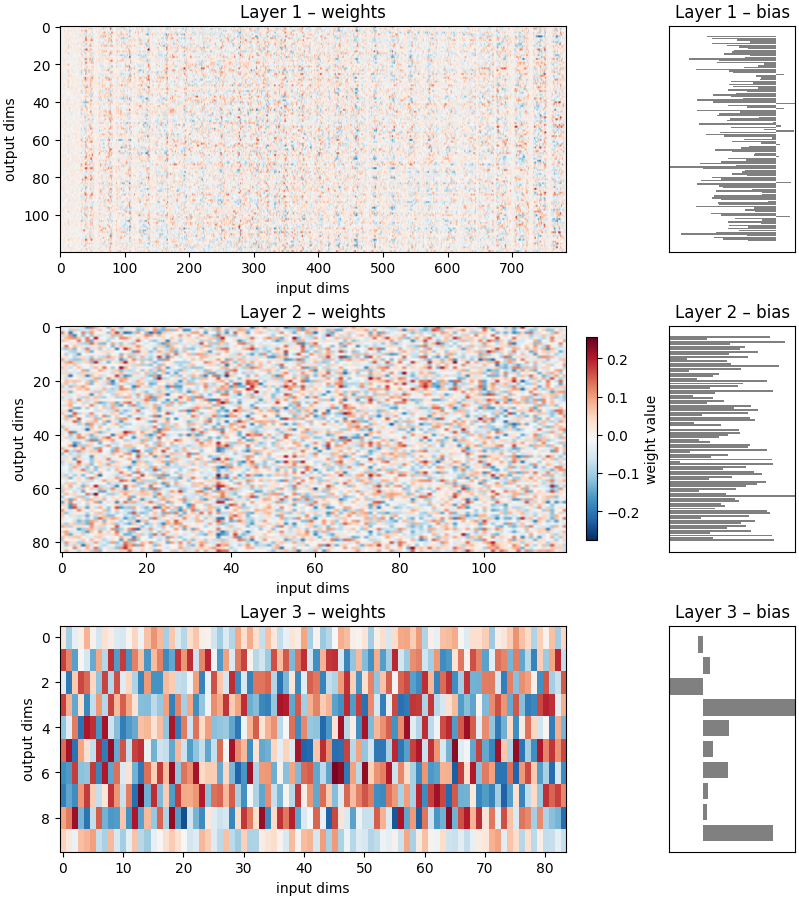 Layer 1 – weights
Layer 1 – bias
0
20
40
60
80
100
output dims
0 100 200 300 400 500 600 700
input dims
Layer 2 – weights
Layer 2 – bias
0
20
40
60
80
output dims
0 20 40 60 80 100
input dims
0.2
0.1
0.0
−0.1
−0.2
weight value
Layer 3 – weights
Layer 3 – bias
0
2
4
6
8
output dims
0 10 20 30 40 50 60 70 80
input dims